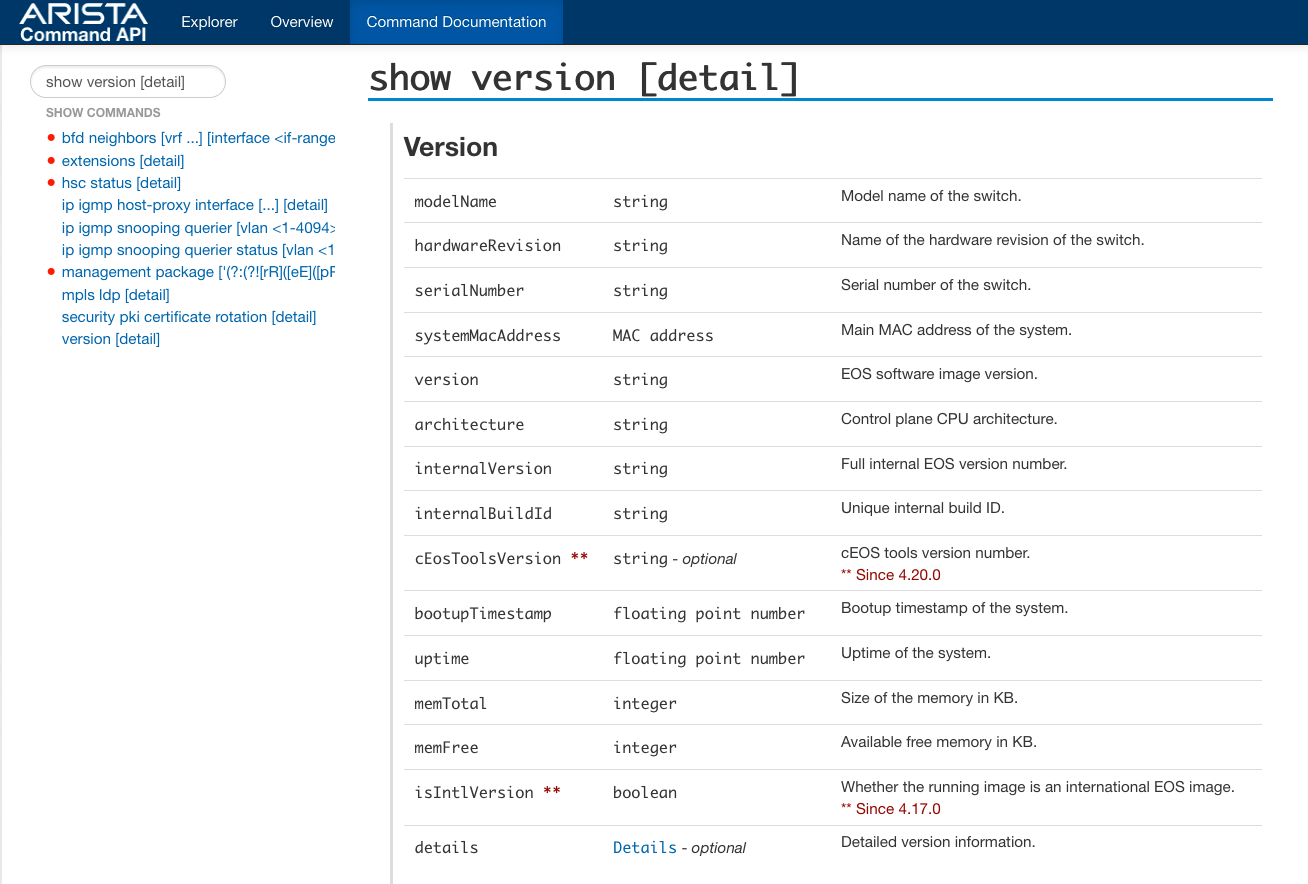 ARISTA
Command API
Explorer
Overview
Command Documentation
show version [detail]
SHOW COMMANDS
bfd neighbors [vrf ...] [interface <if-range
extensions [detail]
hsc status [detail]
ip igmp host-proxy interface [...] [detail]
ip igmp snooping querier [vlan <1-4094>
ip igmp snooping querier status [vlan <1
management package ['(?:(?![rR]([eE]([pP
mpls ldp [detail]
security pki certificate rotation [detail]
version [detail]
show version [detail]
Version
modelName string Model name of the switch.
hardwareRevision string Name of the hardware revision of the switch.
serialNumber string Serial number of the switch.
systemMacAddress MAC address Main MAC address of the system.
version string EOS software image version.
architecture string Control plane CPU architecture.
internalVersion string Full internal EOS version number.
internalBuildId string Unique internal build ID.
cEosToolsVersion ** string - optional cEOS tools version number.
** Since 4.20.0
bootupTimestamp floating point number Bootup timestamp of the system.
uptime floating point number Uptime of the system.
memTotal integer Size of the memory in KB.
memFree integer Available free memory in KB.
isIntlVersion ** boolean Whether the running image is an international EOS image.
** Since 4.17.0
details Details - optional Detailed version information.